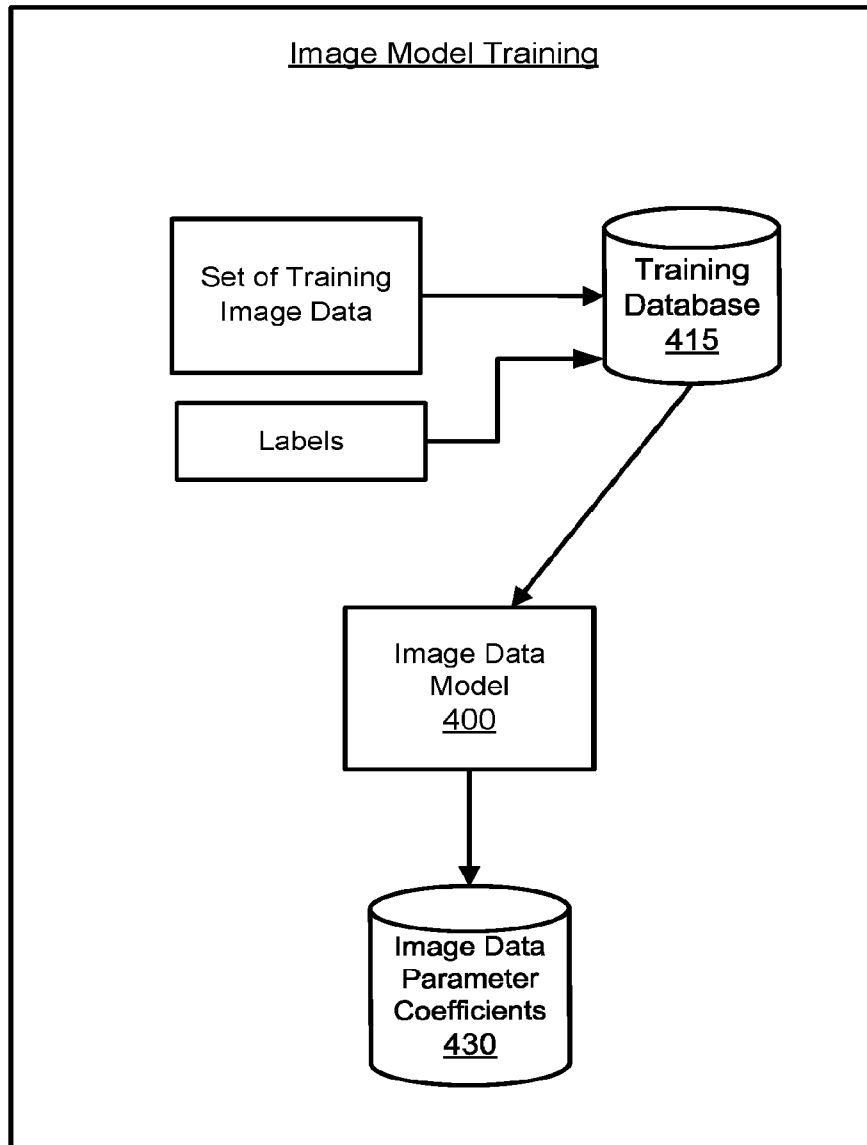 Image Model Training
Set of Training
Image Data
Training
Database
415
Labels
Image Data
Model
400
Image Data
Parameter
Coefficients
430